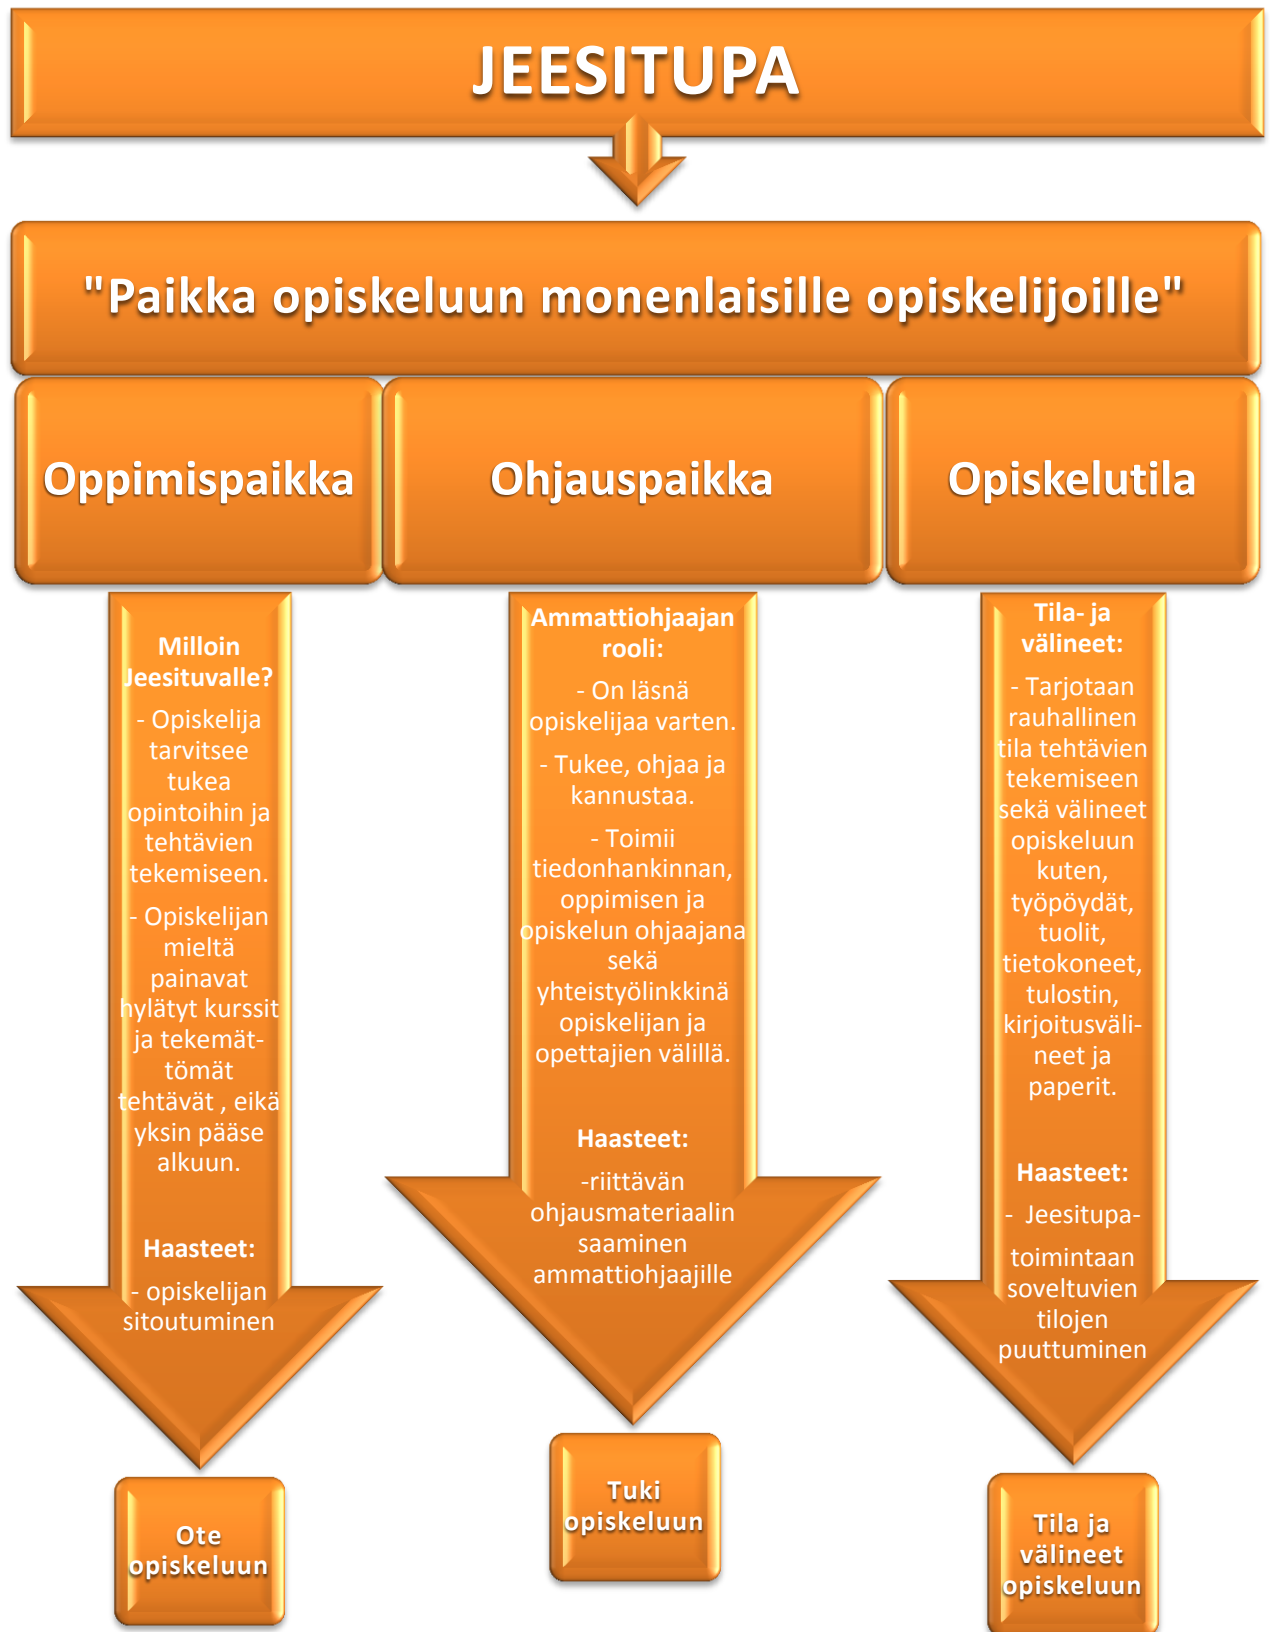 JEESITUPA
"Paikka opiskeluun monenlaisille opiskelijoille"
Oppimispaikka
Ohjauspaikka
Opiskelutila
Milloin
Jeesituvalle?
- Opiskelija
tarvitsee
tukea
opintoihin ja
tehtävien
tekemiseen.
- Opiskelijan
mieltä
painavat
hylätyt kurssit
ja tekemät-
tömät
tehtävät , eikä
yksin pääse
alkuun.
Haasteet:
- opiskelijan
sitoutuminen
Ote
opiskeluun
Ammattiohjaajan
rooli:
- On läsnä
opiskelijaa varten.
- Tukee, ohjaa ja
kannustaa.
- Toimii
tiedonhankinnan,
oppimisen ja
opiskelun ohjaajana
sekä
yhteistyölinkkinä
opiskelijan ja
opettajien välillä.
Haasteet:
-riittävän
ohjausmateriaalin
saaminen
ammattiohjaajille
Tuki
opiskeluun
Tila- ja
välineet:
- Tarjotaan
rauhallinen
tila tehtävien
tekemiseen
sekä välineet
opiskeluun
kuten,
työpöydät,
tuolit,
tietokoneet,
tulostin,
kirjoitusväli-
neet ja
paperit.
Haasteet:
- Jeesitupa-
toimintaan
soveltuvien
tilojen
puuttuminen
Tila ja
välineet
opiskeluun